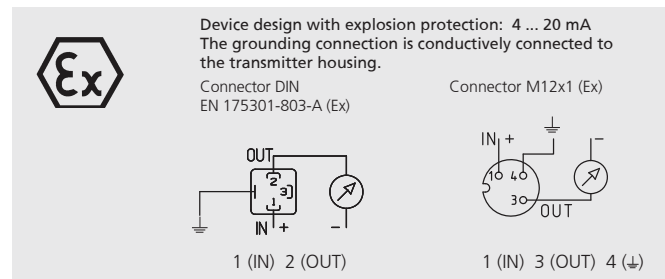 Ex
Device design with explosion protection: 4 ... 20 mA
The grounding connection is conductively connected to
the transmitter housing.
Connector DIN
EN 175301-803-A (Ex)
Connector M12x1 (Ex)
OUT
2
3
1
IN +
–
IN +
–
1 4
3
OUT
1 (IN) 2 (OUT)
1 (IN) 3 (OUT) 4 (⏚)